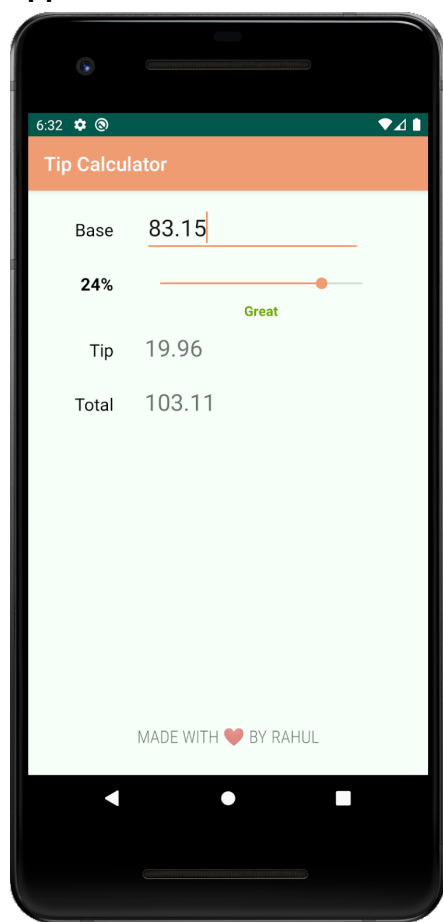 6:32
Tip Calculator
Base 83.15
24%
Great
Tip 19.96
Total 103.11
MADE WITH ❤️ BY RAHUL